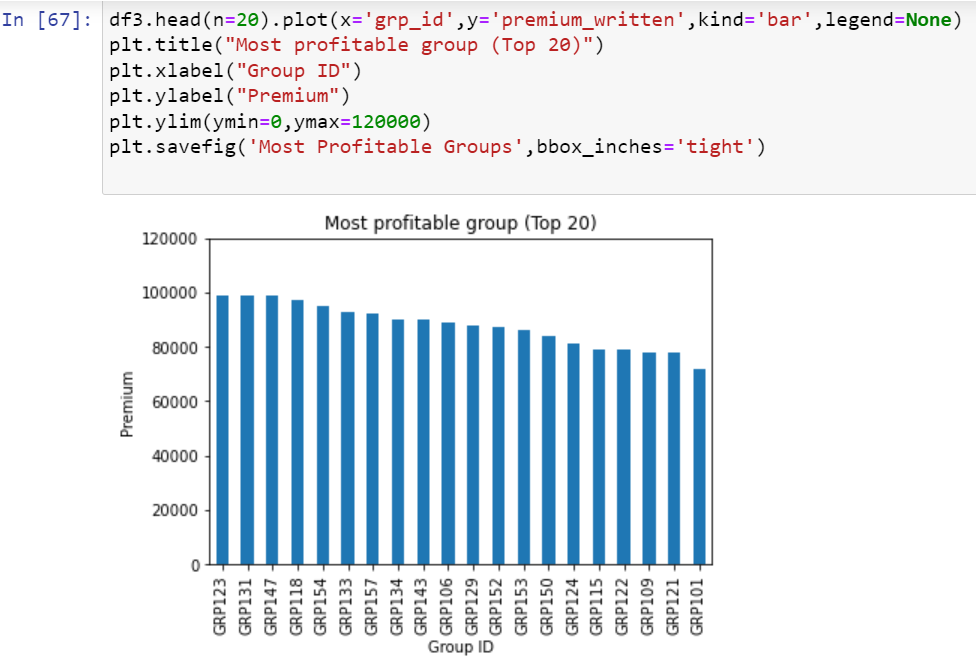 In [67]: df3.head(n=20).plot(x='grp_id',y='premium_written',kind='bar',legend=None)
plt.title("Most profitable group (Top 20)")
plt.xlabel("Group ID")
plt.ylabel("Premium")
plt.ylim(ymin=0,ymax=120000)
plt.savefig('Most Profitable Groups',bbox_inches='tight')
Most profitable group (Top 20)
120000
100000
80000
60000
40000
20000
0
Premium
GRP123
GRP131
GRP147
GRP118
GRP154
GRP133
GRP157
GRP134
GRP143
GRP106
GRP129
GRP152
GRP153
GRP150
GRP124
GRP115
GRP122
GRP109
GRP121
GRP101
Group ID